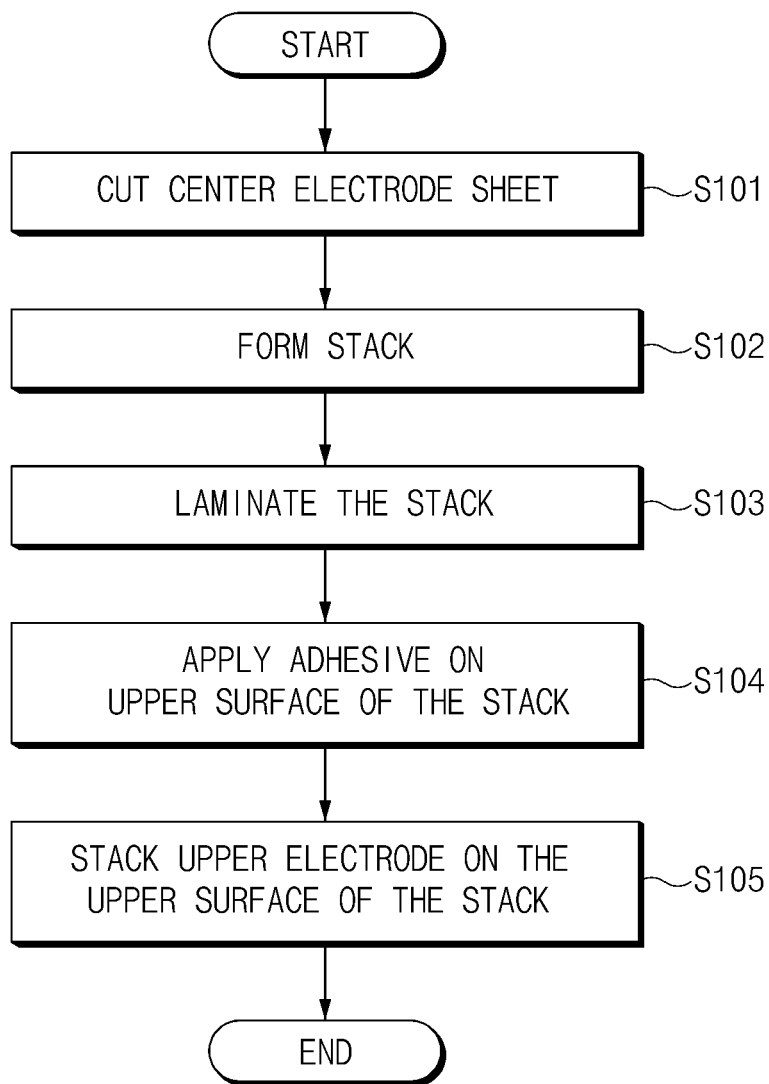 START
CUT CENTER ELECTRODE SHEET
S101
FORM STACK
S102
LAMINATE THE STACK
S103
APPLY ADHESIVE ON
UPPER SURFACE OF THE STACK
S104
STACK UPPER ELECTRODE ON THE
UPPER SURFACE OF THE STACK
S105
END